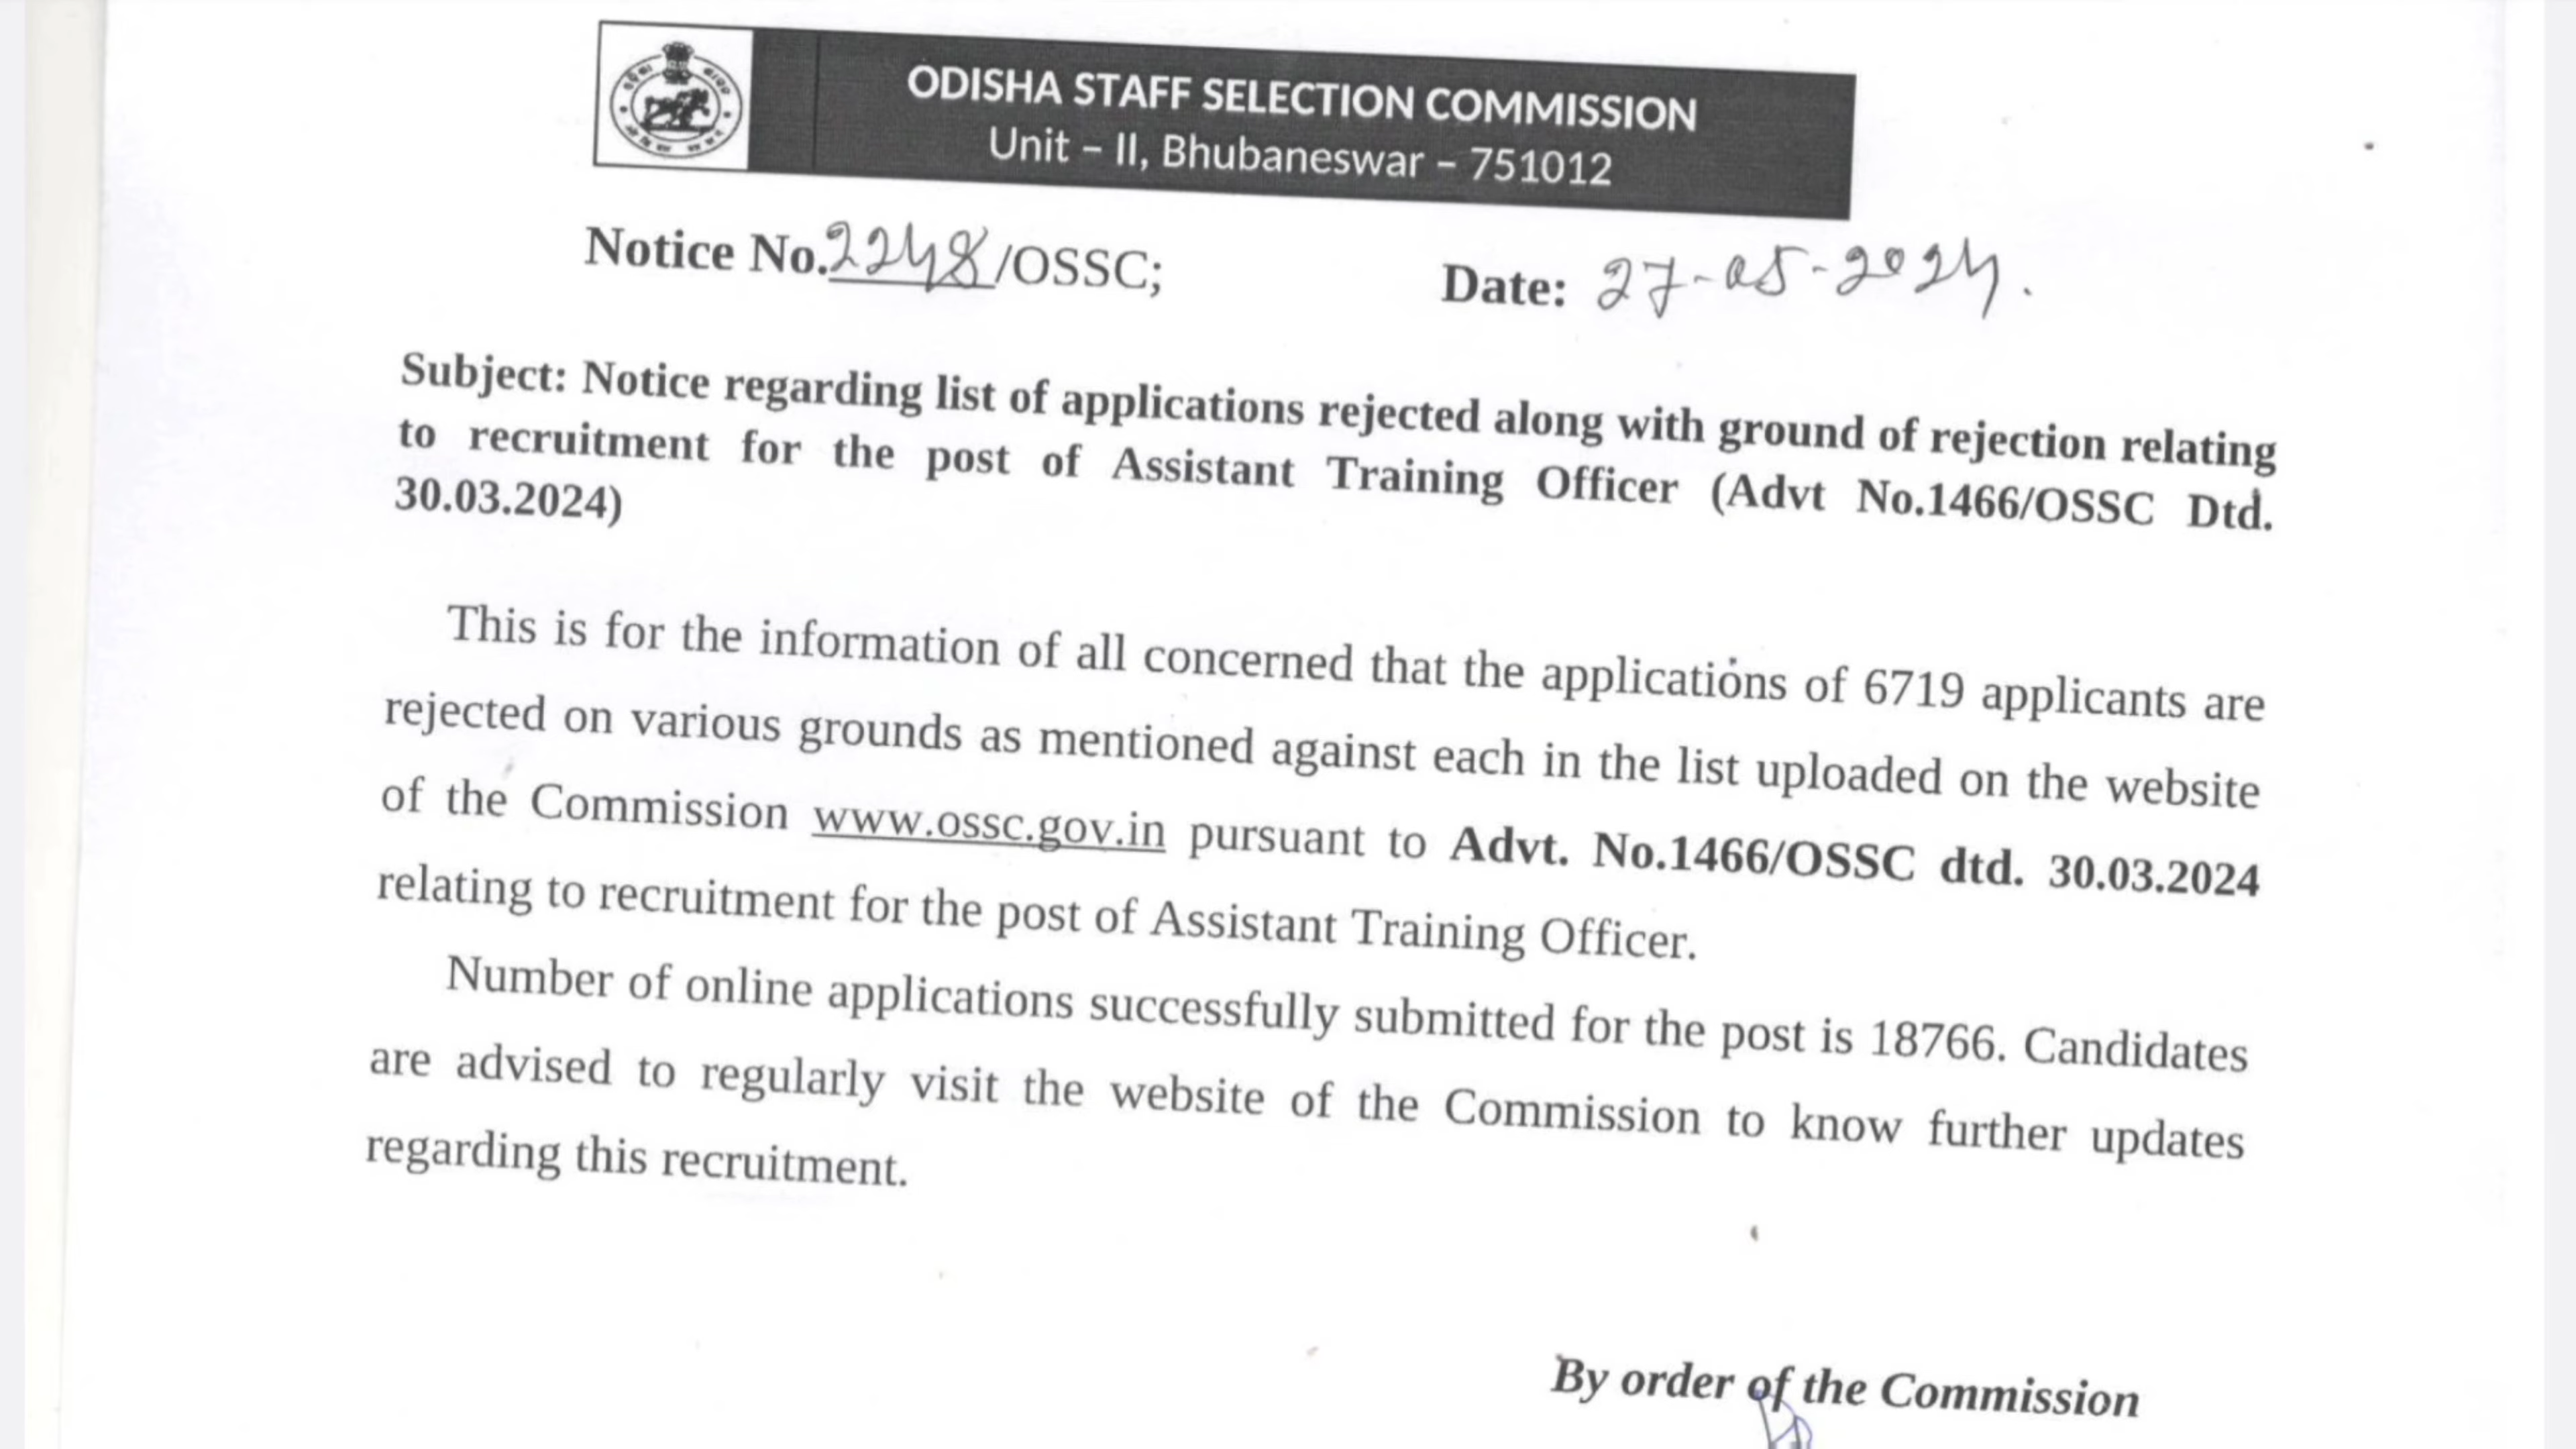 ODISHA STAFF SELECTION COMMISSION
Unit – II, Bhubaneswar – 751012
Notice No.2248/OSSC; Date: 27-05-2024.
Subject: Notice regarding list of applications rejected along with ground of rejection relating
to recruitment for the post of Assistant Training Officer (Advt No.1466/OSSC Dtd.
30.03.2024)
This is for the information of all concerned that the applications of 6719 applicants are
rejected on various grounds as mentioned against each in the list uploaded on the website
of the Commission www.ossc.gov.in pursuant to Advt. No.1466/OSSC dtd. 30.03.2024
relating to recruitment for the post of Assistant Training Officer.
Number of online applications successfully submitted for the post is 18766. Candidates
are advised to regularly visit the website of the Commission to know further updates
regarding this recruitment.
By order of the Commission